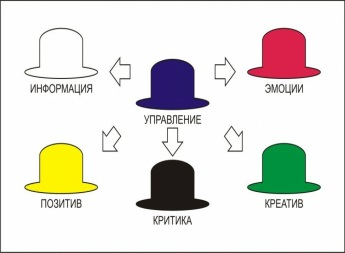 ИНФОРМАЦИЯ
ЭМОЦИИ
УПРАВЛЕНИЕ
ПОЗИТИВ
КРИТИКА
КРЕАТИВ